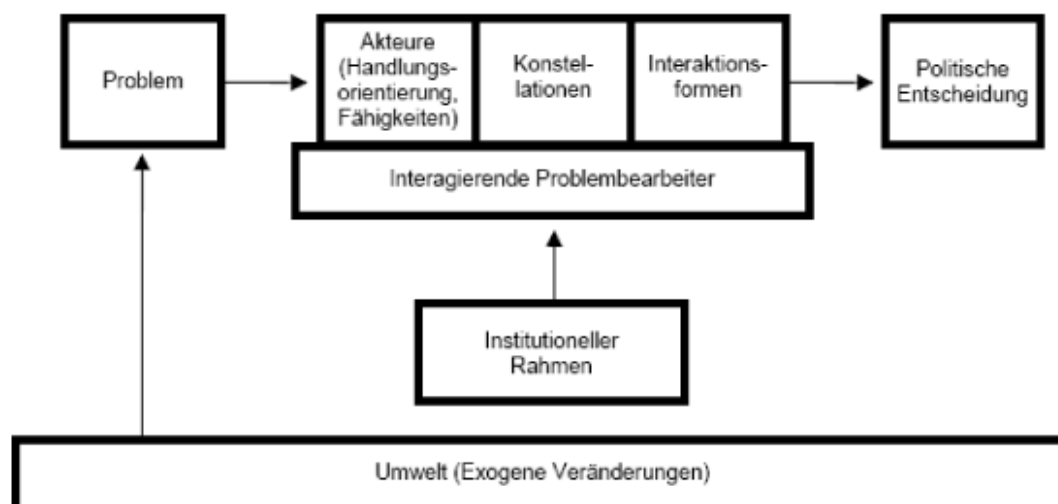 Problem
Akteure
(Handlungs-
orientierung,
Fähigkeiten)
Konstel-
lationen
Interaktions-
formen
Politische
Entscheidung
Interagierende Problembearbeiter
Institutioneller
Rahmen
Umwelt (Exogene Veränderungen)